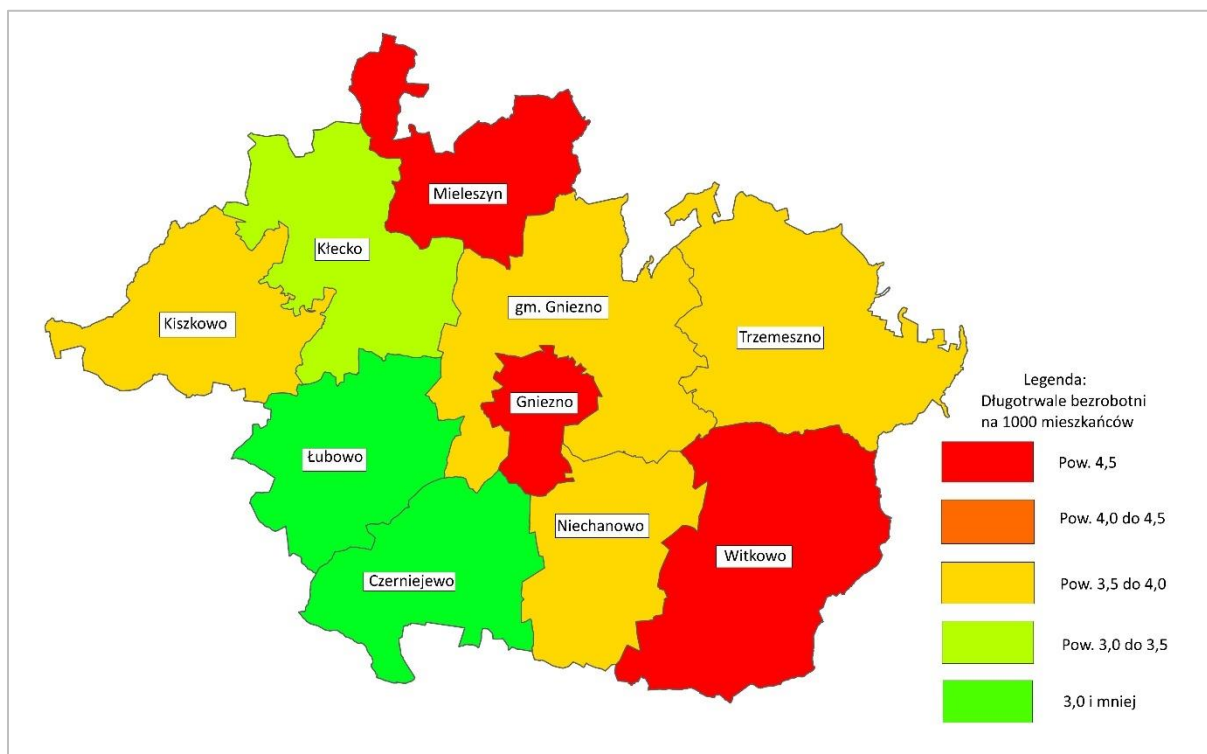 Mieleszyn
Kłecko
Kiszkowo
gm. Gniezno
Trzemeszno
Gniezno
Łubowo
Niechanowo
Witkowo
Czerniejewo
Legenda:
Długotrwale bezrobotni
na 1000 mieszkańców
Pow. 4,5
Pow. 4,0 do 4,5
Pow. 3,5 do 4,0
Pow. 3,0 do 3,5
3,0 i mniej